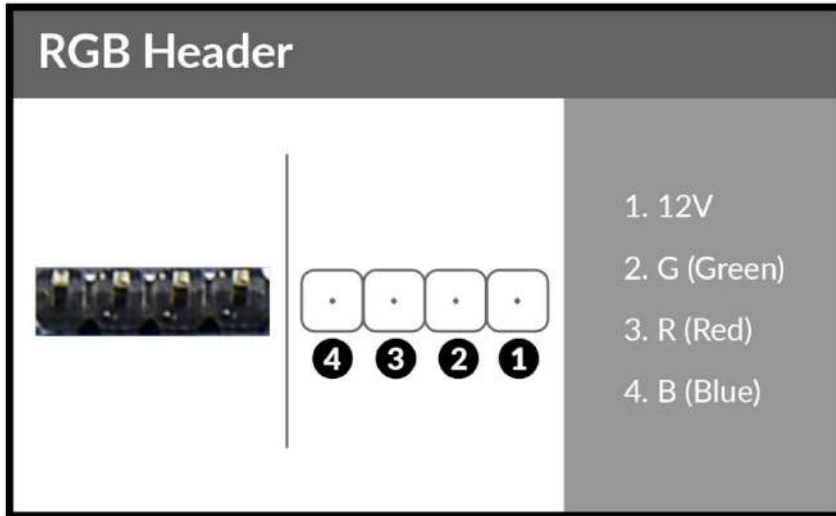 RGB Header
4 3 2 1
1. 12V
2. G (Green)
3. R (Red)
4. B (Blue)